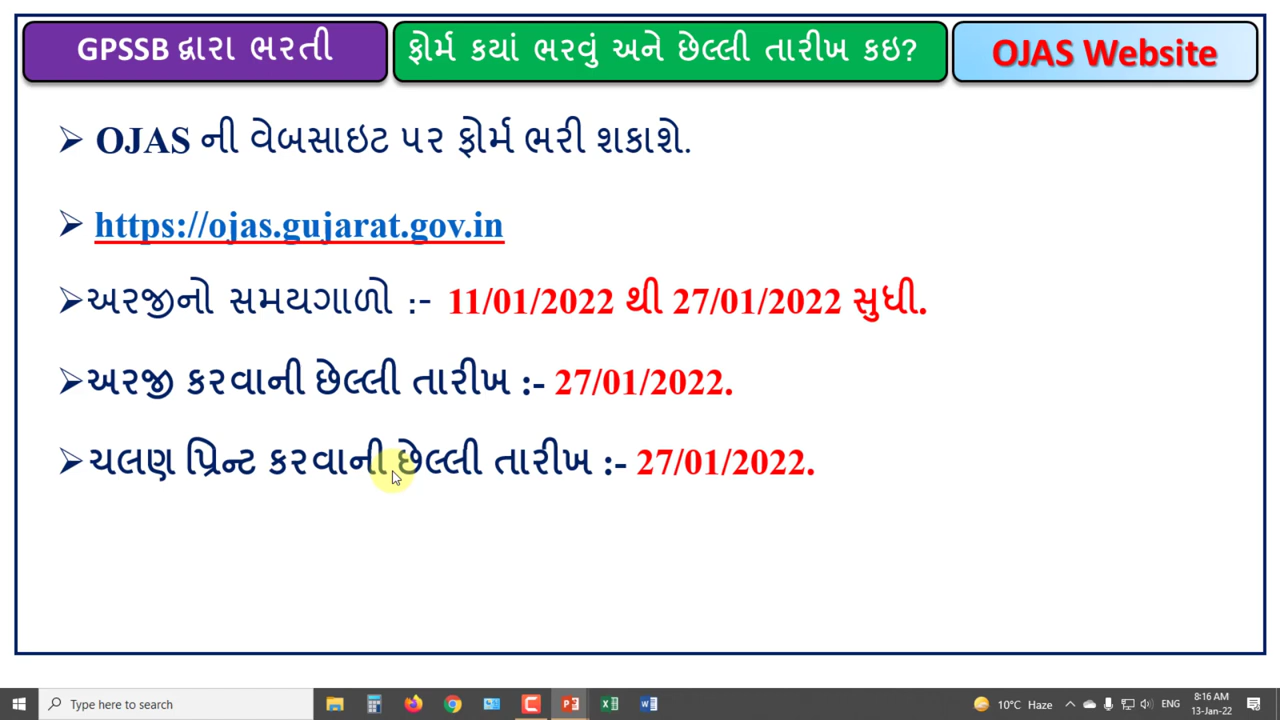 GPSSB દ્વારા ભરતી
ફોર્મ કયાં ભરવું અને છેલ્લી તારીખ કઇ?
OJAS Website
➢ OJAS ની વેબસાઇટ પર ફોર્મ ભરી શકાશે.
➢ https://ojas.gujarat.gov.in
➢અરજીનો સમયગાળો :- 11/01/2022 થી 27/01/2022 સુધી.
➢અરજી કરવાની છેલ્લી તારીખ :- 27/01/2022.
➢ચલણ પ્રિન્ટ કરવાની છેલ્લી તારીખ :- 27/01/2022.
Type here to search
10°C Haze
ENG
8:16 AM
13-Jan-22